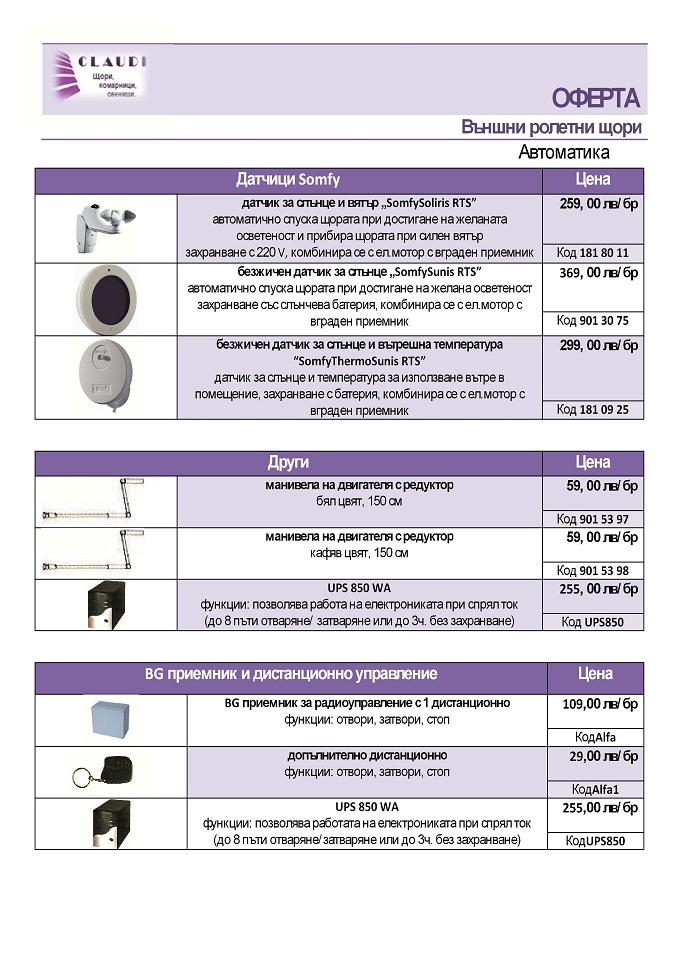 CLAUDI
Щори,
комарници,
сенници.
ОФЕРТА
Външни ролетни щори
Автоматика
Датчици Somfy
Цена
датчик за слънце и вятър „SomfySoliris RTS”
259, 00 лв/ бр
автоматично спуска щората при достигане на желаната
осветеност и прибира щората при силен вятър
захранване с 220 V, комбинира се с ел.мотор с вграден приемник
Код 181 80 11
безжичен датчик за слънце „SomfySunis RTS”
369, 00 лв/ бр
автоматично спуска щората при достигане на желана осветеност
захранване със слънчева батерия, комбинира се с ел.мотор с
вграден приемник
Код 901 30 75
безжичен датчик за слънце и вътрешна температура
299, 00 лв/ бр
“SomfyThermoSunis RTS”
датчик за слънце и температура за използване вътре в
помещение, захранване с батерия, комбинира се с ел.мотор с
вграден приемник
Код 181 09 25
Други
Цена
манивела на двигателя с редуктор
59, 00 лв/ бр
бял цвят, 150 см
Код 901 53 97
манивела на двигателя с редуктор
59, 00 лв/ бр
кафяв цвят, 150 см
Код 901 53 98
UPS 850 WA
255, 00 лв/ бр
функции: позволява работа на електрониката при спрял ток
(до 8 пъти отваряне/ затваряне или до 3ч. без захранване)
Код UPS850
BG приемник и дистанционно управление
Цена
BG приемник за радиоуправление с 1 дистанционно
109,00 лв/ бр
функции: отвори, затвори, стоп
КодAlfa
допълнително дистанционно
29,00 лв/ бр
функции: отвори, затвори, стоп
КодAlfa1
UPS 850 WA
255,00 лв/ бр
функции: позволява работата на електрониката при спрял ток
(до 8 пъти отваряне/ затваряне или до 3ч. без захранване)
КодUPS850